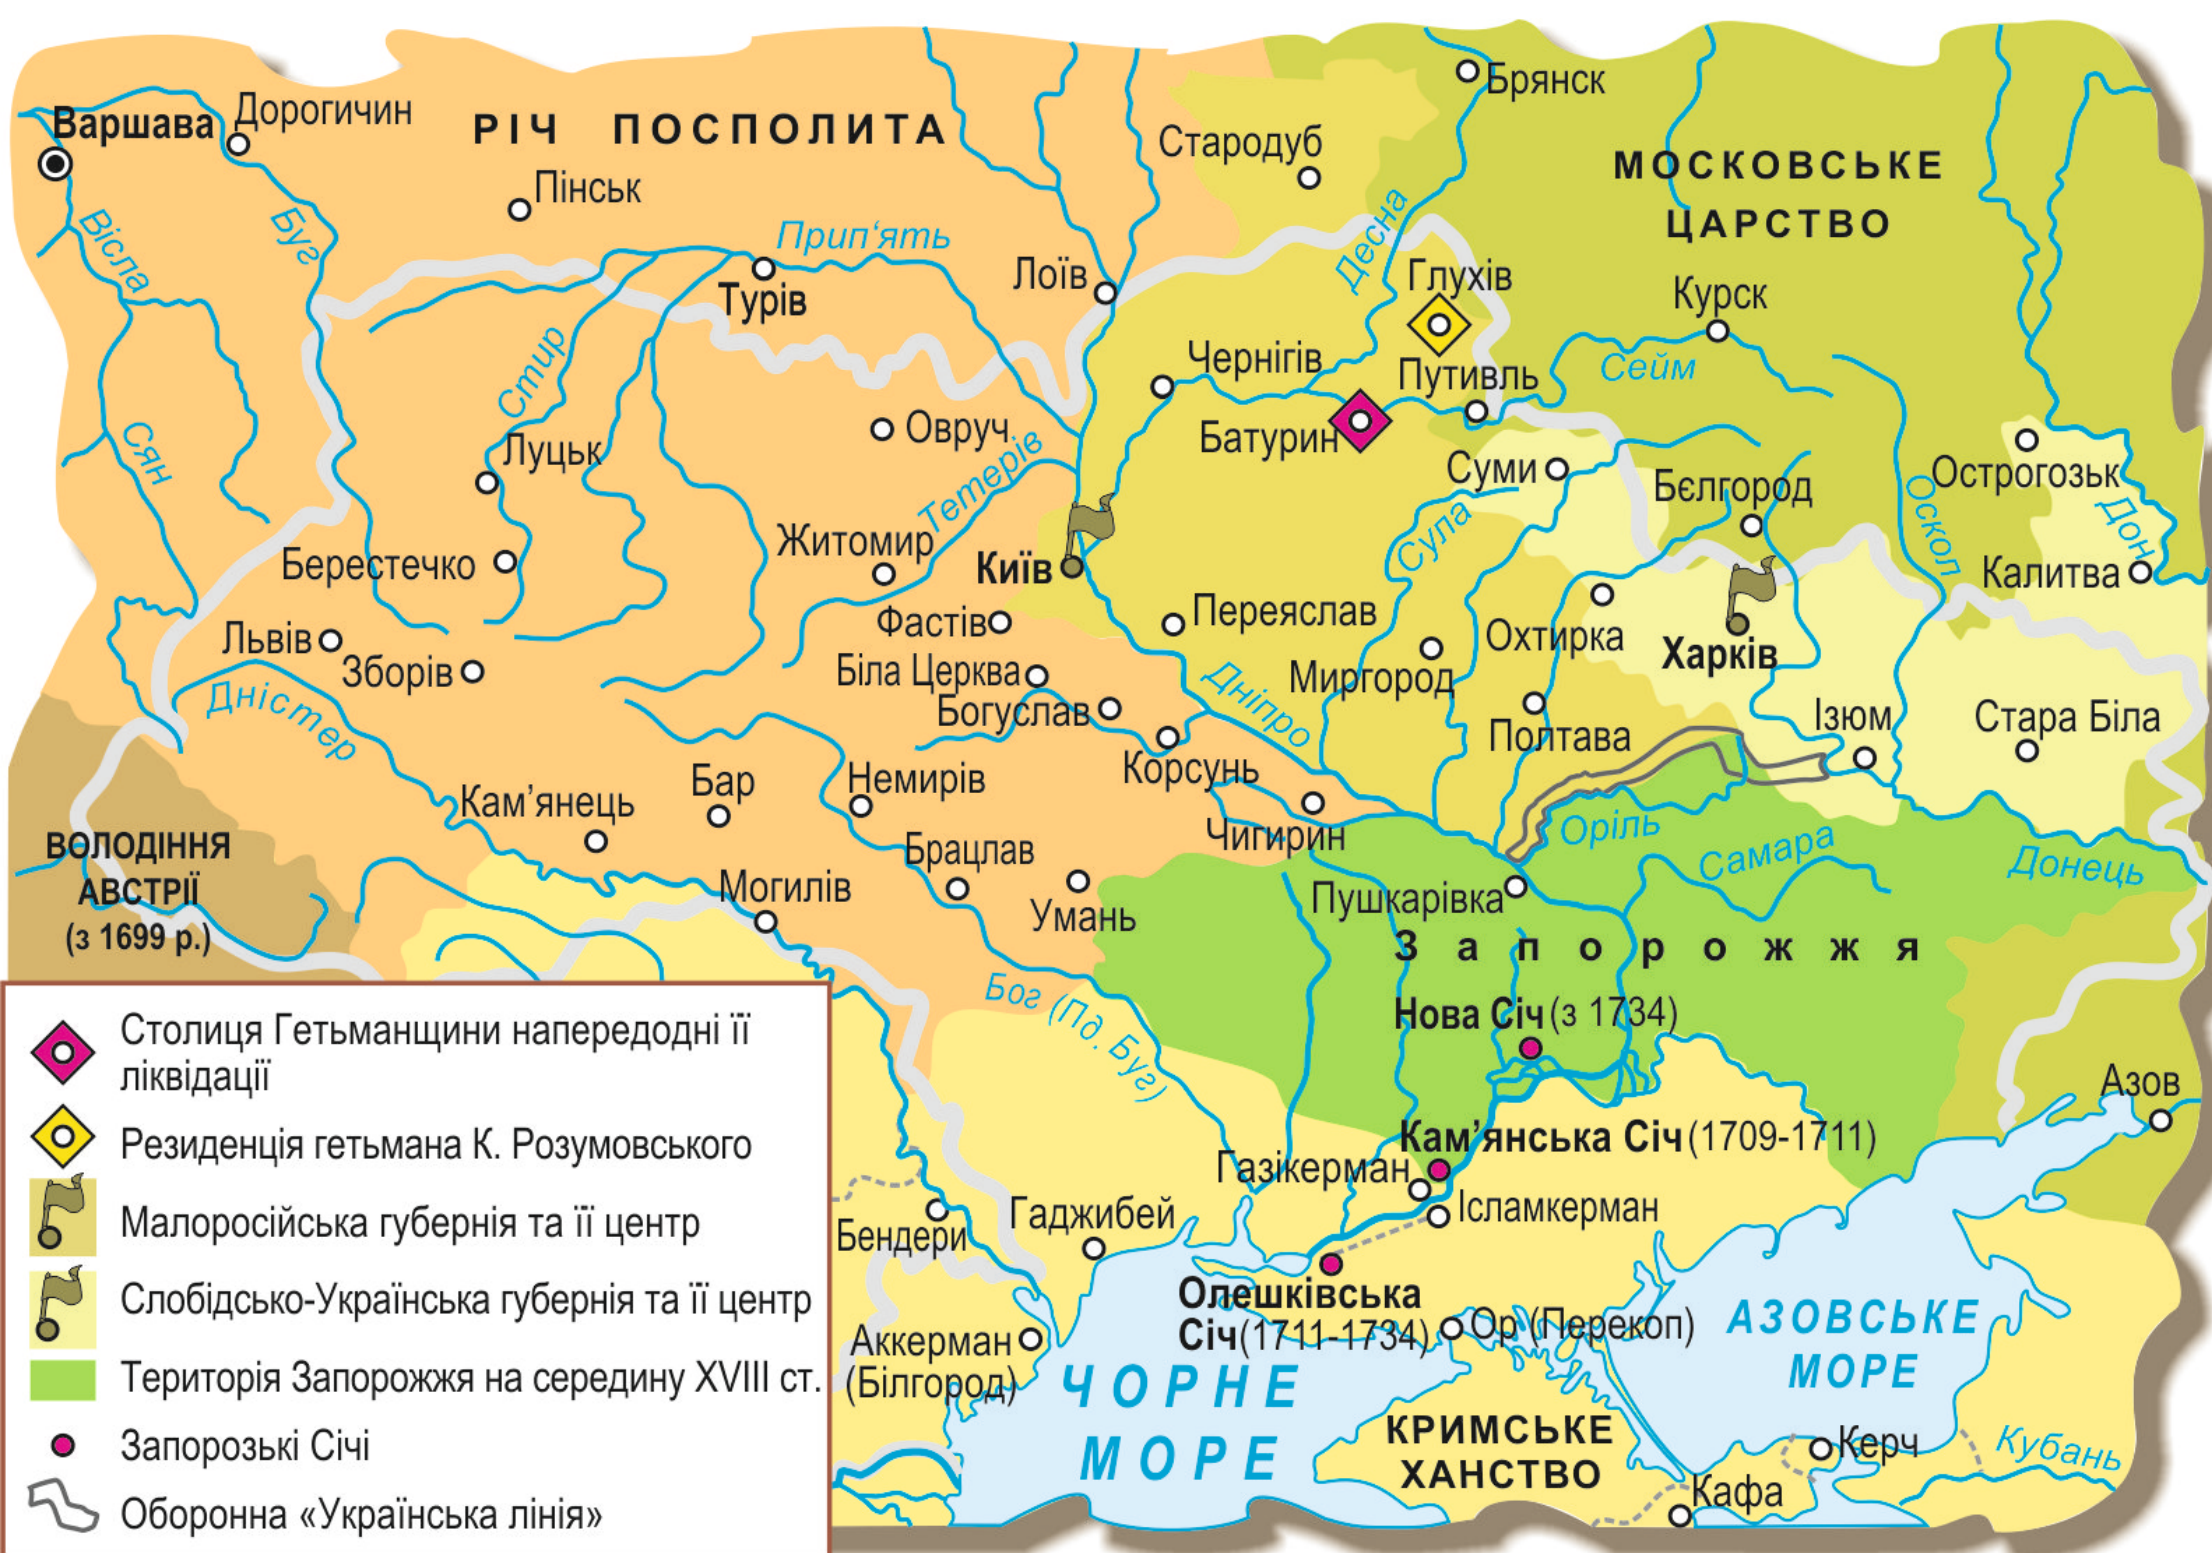 Брянск
Варшава
Дорогичин
РІЧ ПОСПОЛИТА
Стародуб
МОСКОВСЬКЕ
ЦАРСТВО
Пінськ
Вісла
Буг
Прип‘ять
Десна
Турів
Лоїв
Глухів
Курск
Стир
Чернігів
Путивль
Сейм
Овруч
Батурин
Сян
Луцьк
Тетерів
Суми
Бєлгород
Оскол
Острогозьк
Дон
Житомир
Сула
Берестечко
Київ
Калитва
Фастів
Переяслав
Охтирка
Харків
Львів
Зборів
Біла Церква
Миргород
Дністер
Богуслав
Дніпро
Полтава
Ізюм
Стара Біла
Корсунь
Бар
Немирів
Кам’янець
Чигирин
Оріль
Самара
Донець
ВОЛОДІННЯ
АВСТРІЇ
(з 1699 р.)
Брацлав
Могилів
Умань
Пушкарівка
Запорожжя
Бог (Пд. Буг)
Нова Січ (з 1734)
Азов
Кам’янська Січ (1709-1711)
Газікерман
Ісламкерман
Гаджибей
Бендери
Олешківська
Січ (1711-1734)
Ор (Перекоп)
Аккерман
(Білгород)
ЧОРНЕ
МОРЕ
АЗОВСЬКЕ
МОРЕ
КРИМСЬКЕ
ХАНСТВО
Керч
Кафа
Кубань
Столиця Гетьманщини напередодні її
ліквідації
Резиденція гетьмана К. Розумовського
Малоросійська губернія та її центр
Слобідсько-Українська губернія та її центр
Територія Запорожжя на середину XVIII ст.
Запорозькі Січі
Оборонна «Українська лінія»